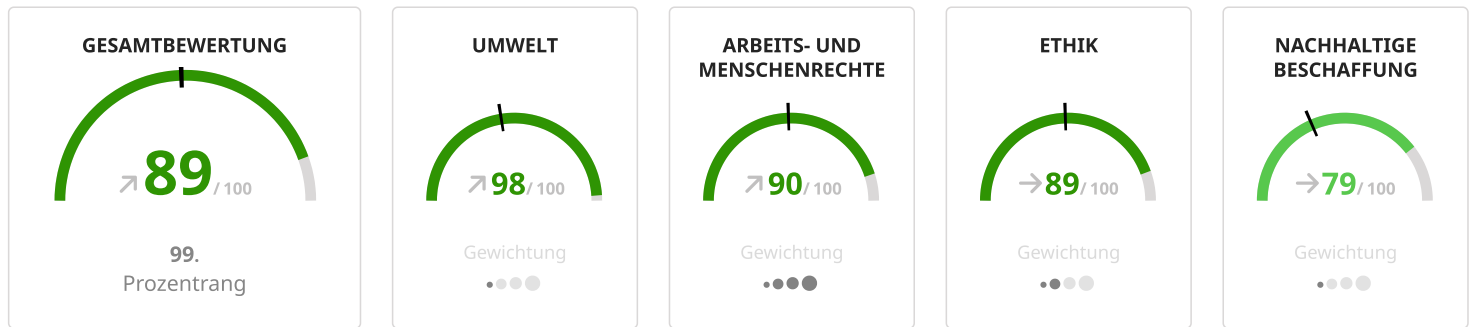 GESAMTBEWERTUNG
89 / 100
99.
Prozentrang
UMWELT
98 / 100
Gewichtung
ARBEITS- UND
MENSCHENRECHTE
90 / 100
Gewichtung
ETHIK
89 / 100
Gewichtung
NACHHALTIGE
BESCHAFFUNG
79 / 100
Gewichtung